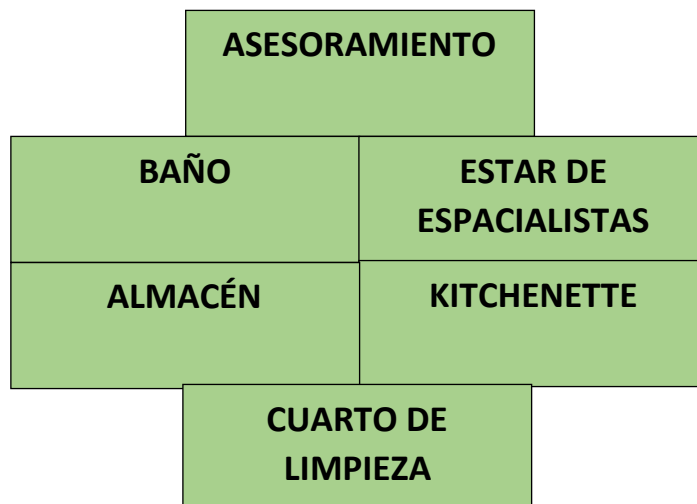 ASESORAMIENTO
BAÑO
ESTAR DE
ESPACIALISTAS
ALMACÉN
KITCHENETTE
CUARTO DE
LIMPIEZA